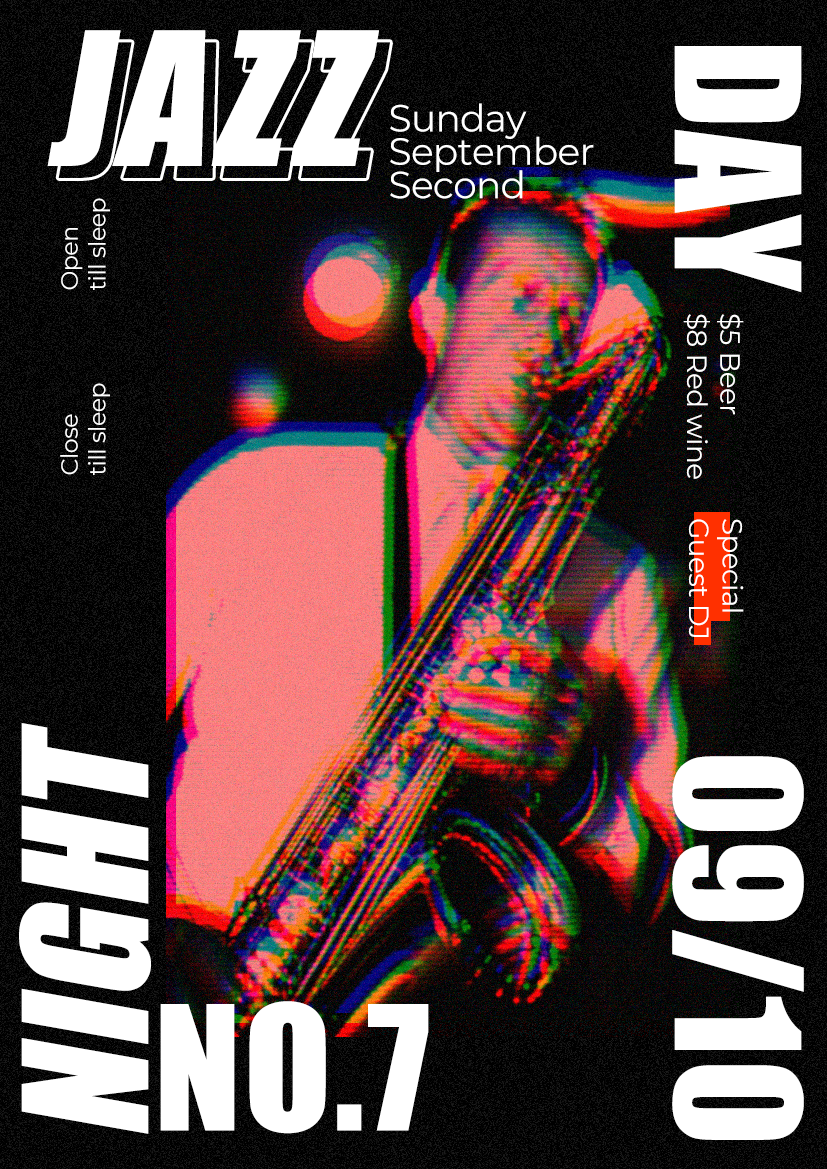 JAZZ
Sunday
September
Second
DAY
Open
till sleep
Close
till sleep
$5 Beer
$8 Red wine
Special
Guest DJ
NIGHT
NO.7
09/10